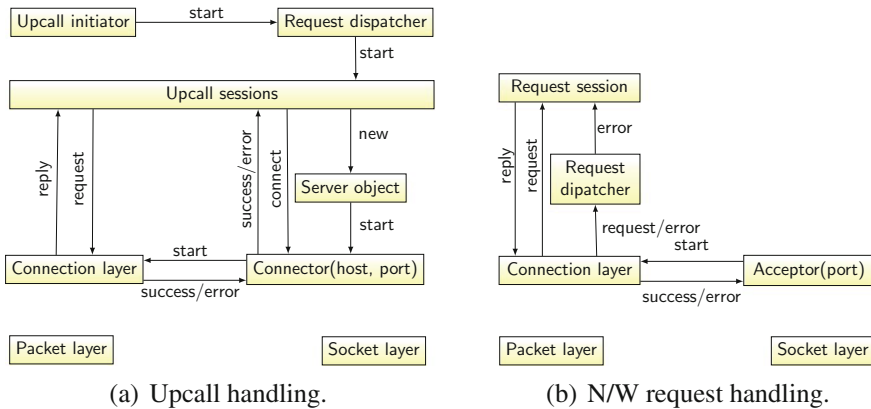 Upcall initiator
start
Request dispatcher
start
Upcall sessions
reply
request
success/error
connect
new
Server object
start
Connection layer
start
success/error
Connector(host, port)
Packet layer
Socket layer
(a) Upcall handling.
Request session
reply
request
error
Request
dipatcher
request/error
start
Connection layer
success/error
Acceptor(port)
Packet layer
Socket layer
(b) N/W request handling.